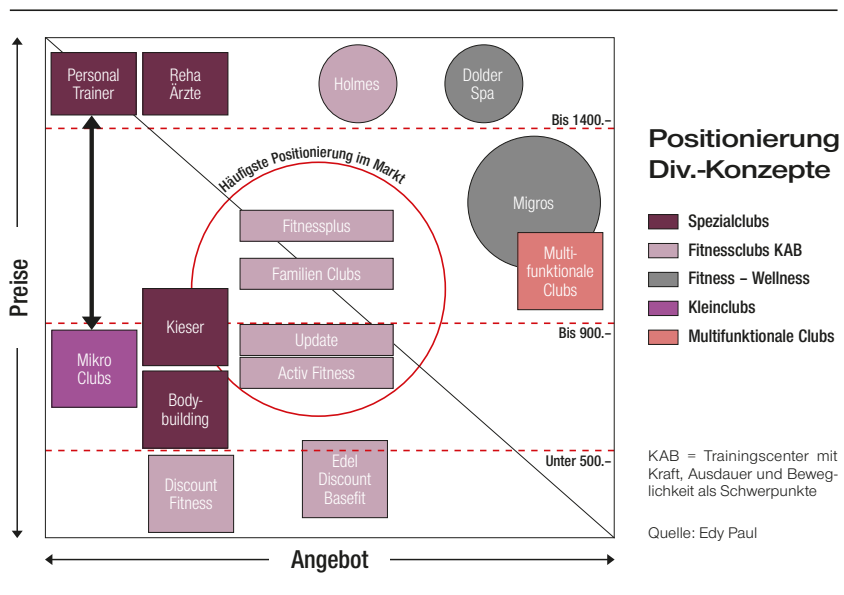 Personal
Trainer
Reha
Ärzte
Holmes
Dolder
Spa
Bis 1400.–
Häufigste Positionierung im Markt
Fitnessplus
Familien Clubs
Migros
Multi-
funktionale
Clubs
Kieser
Bis 900.–
Update
Mikro
Clubs
Activ Fitness
Body-
building
Unter 500.–
Discount
Fitness
Edel
Discount
Basefit
Preise
Angebot
Positionierung
Div.-Konzepte
Spezialclubs
Fitnessclubs KAB
Fitness – Wellness
Kleinclubs
Multifunktionale Clubs
KAB = Trainingscenter mit
Kraft, Ausdauer und Beweg-
lichkeit als Schwerpunkte
Quelle: Edy Paul